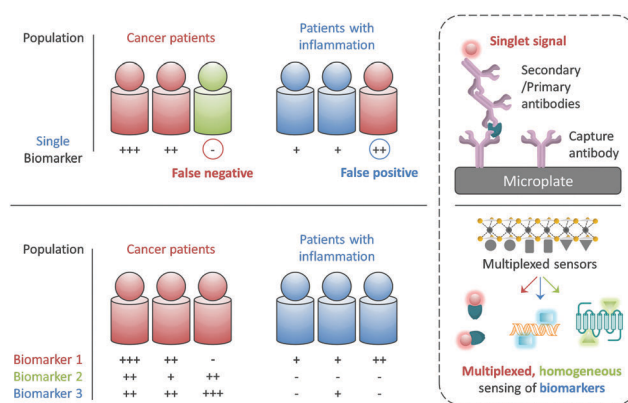 Population
Cancer patients
Patients with
inflammation
Single
Biomarker
+++ ++ - + + ++
False negative
False positive
Singlet signal
Secondary
/Primary
antibodies
Capture
antibody
Microplate
Population
Cancer patients
Patients with
inflammation
Biomarker 1 +++ ++ - + + ++
Biomarker 2 ++ + ++ - - -
Biomarker 3 ++ ++ +++ - + -
Multiplexed sensors
Multiplexed, homogeneous
sensing of biomarkers